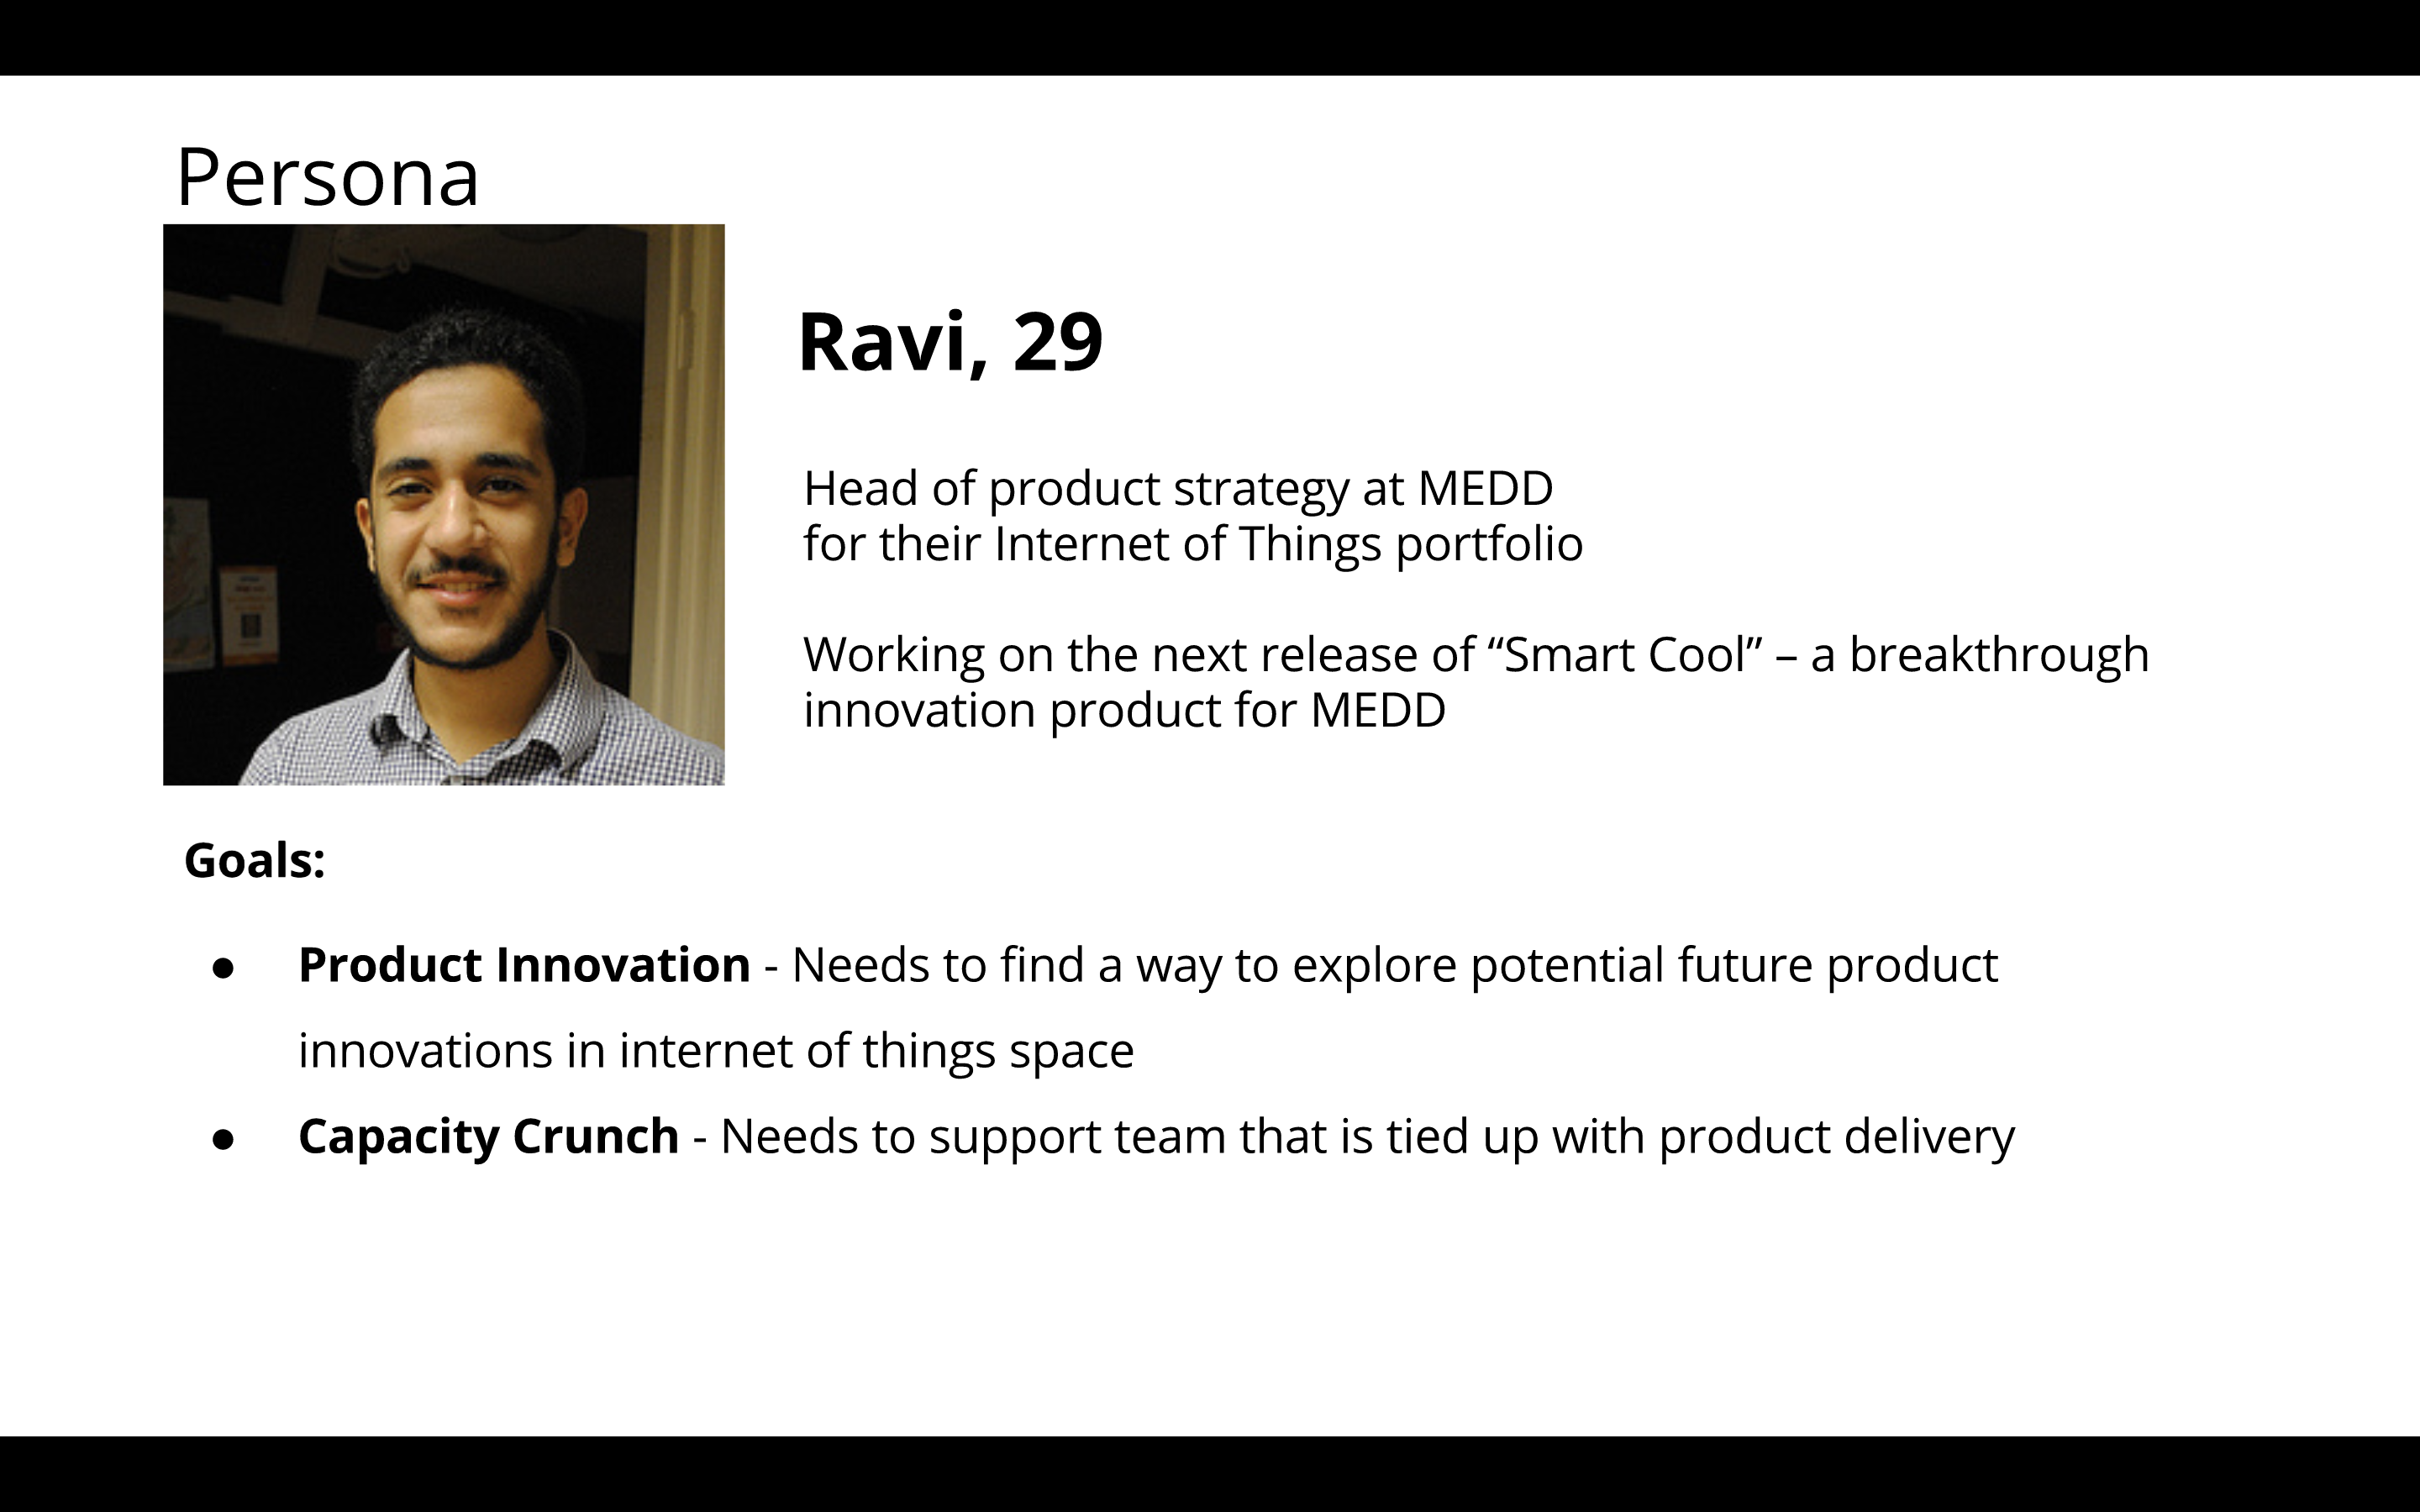 Persona
Ravi, 29
Head of product strategy at MEDD
for their Internet of Things portfolio
Working on the next release of “Smart Cool” – a breakthrough
innovation product for MEDD
Goals:
● Product Innovation - Needs to find a way to explore potential future product
innovations in internet of things space
● Capacity Crunch - Needs to support team that is tied up with product delivery